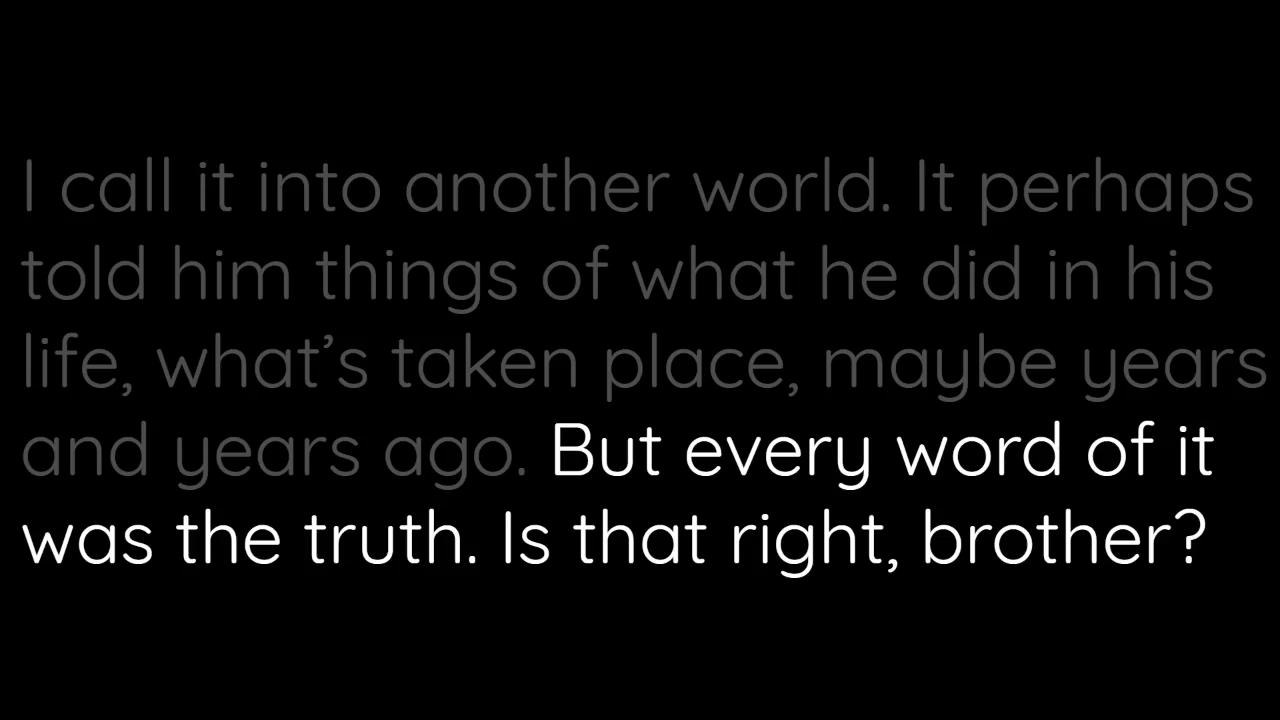 I call it into another world. It perhaps
told him things of what he did in his
life, what’s taken place, maybe years
and years ago. But every word of it
was the truth. Is that right, brother?